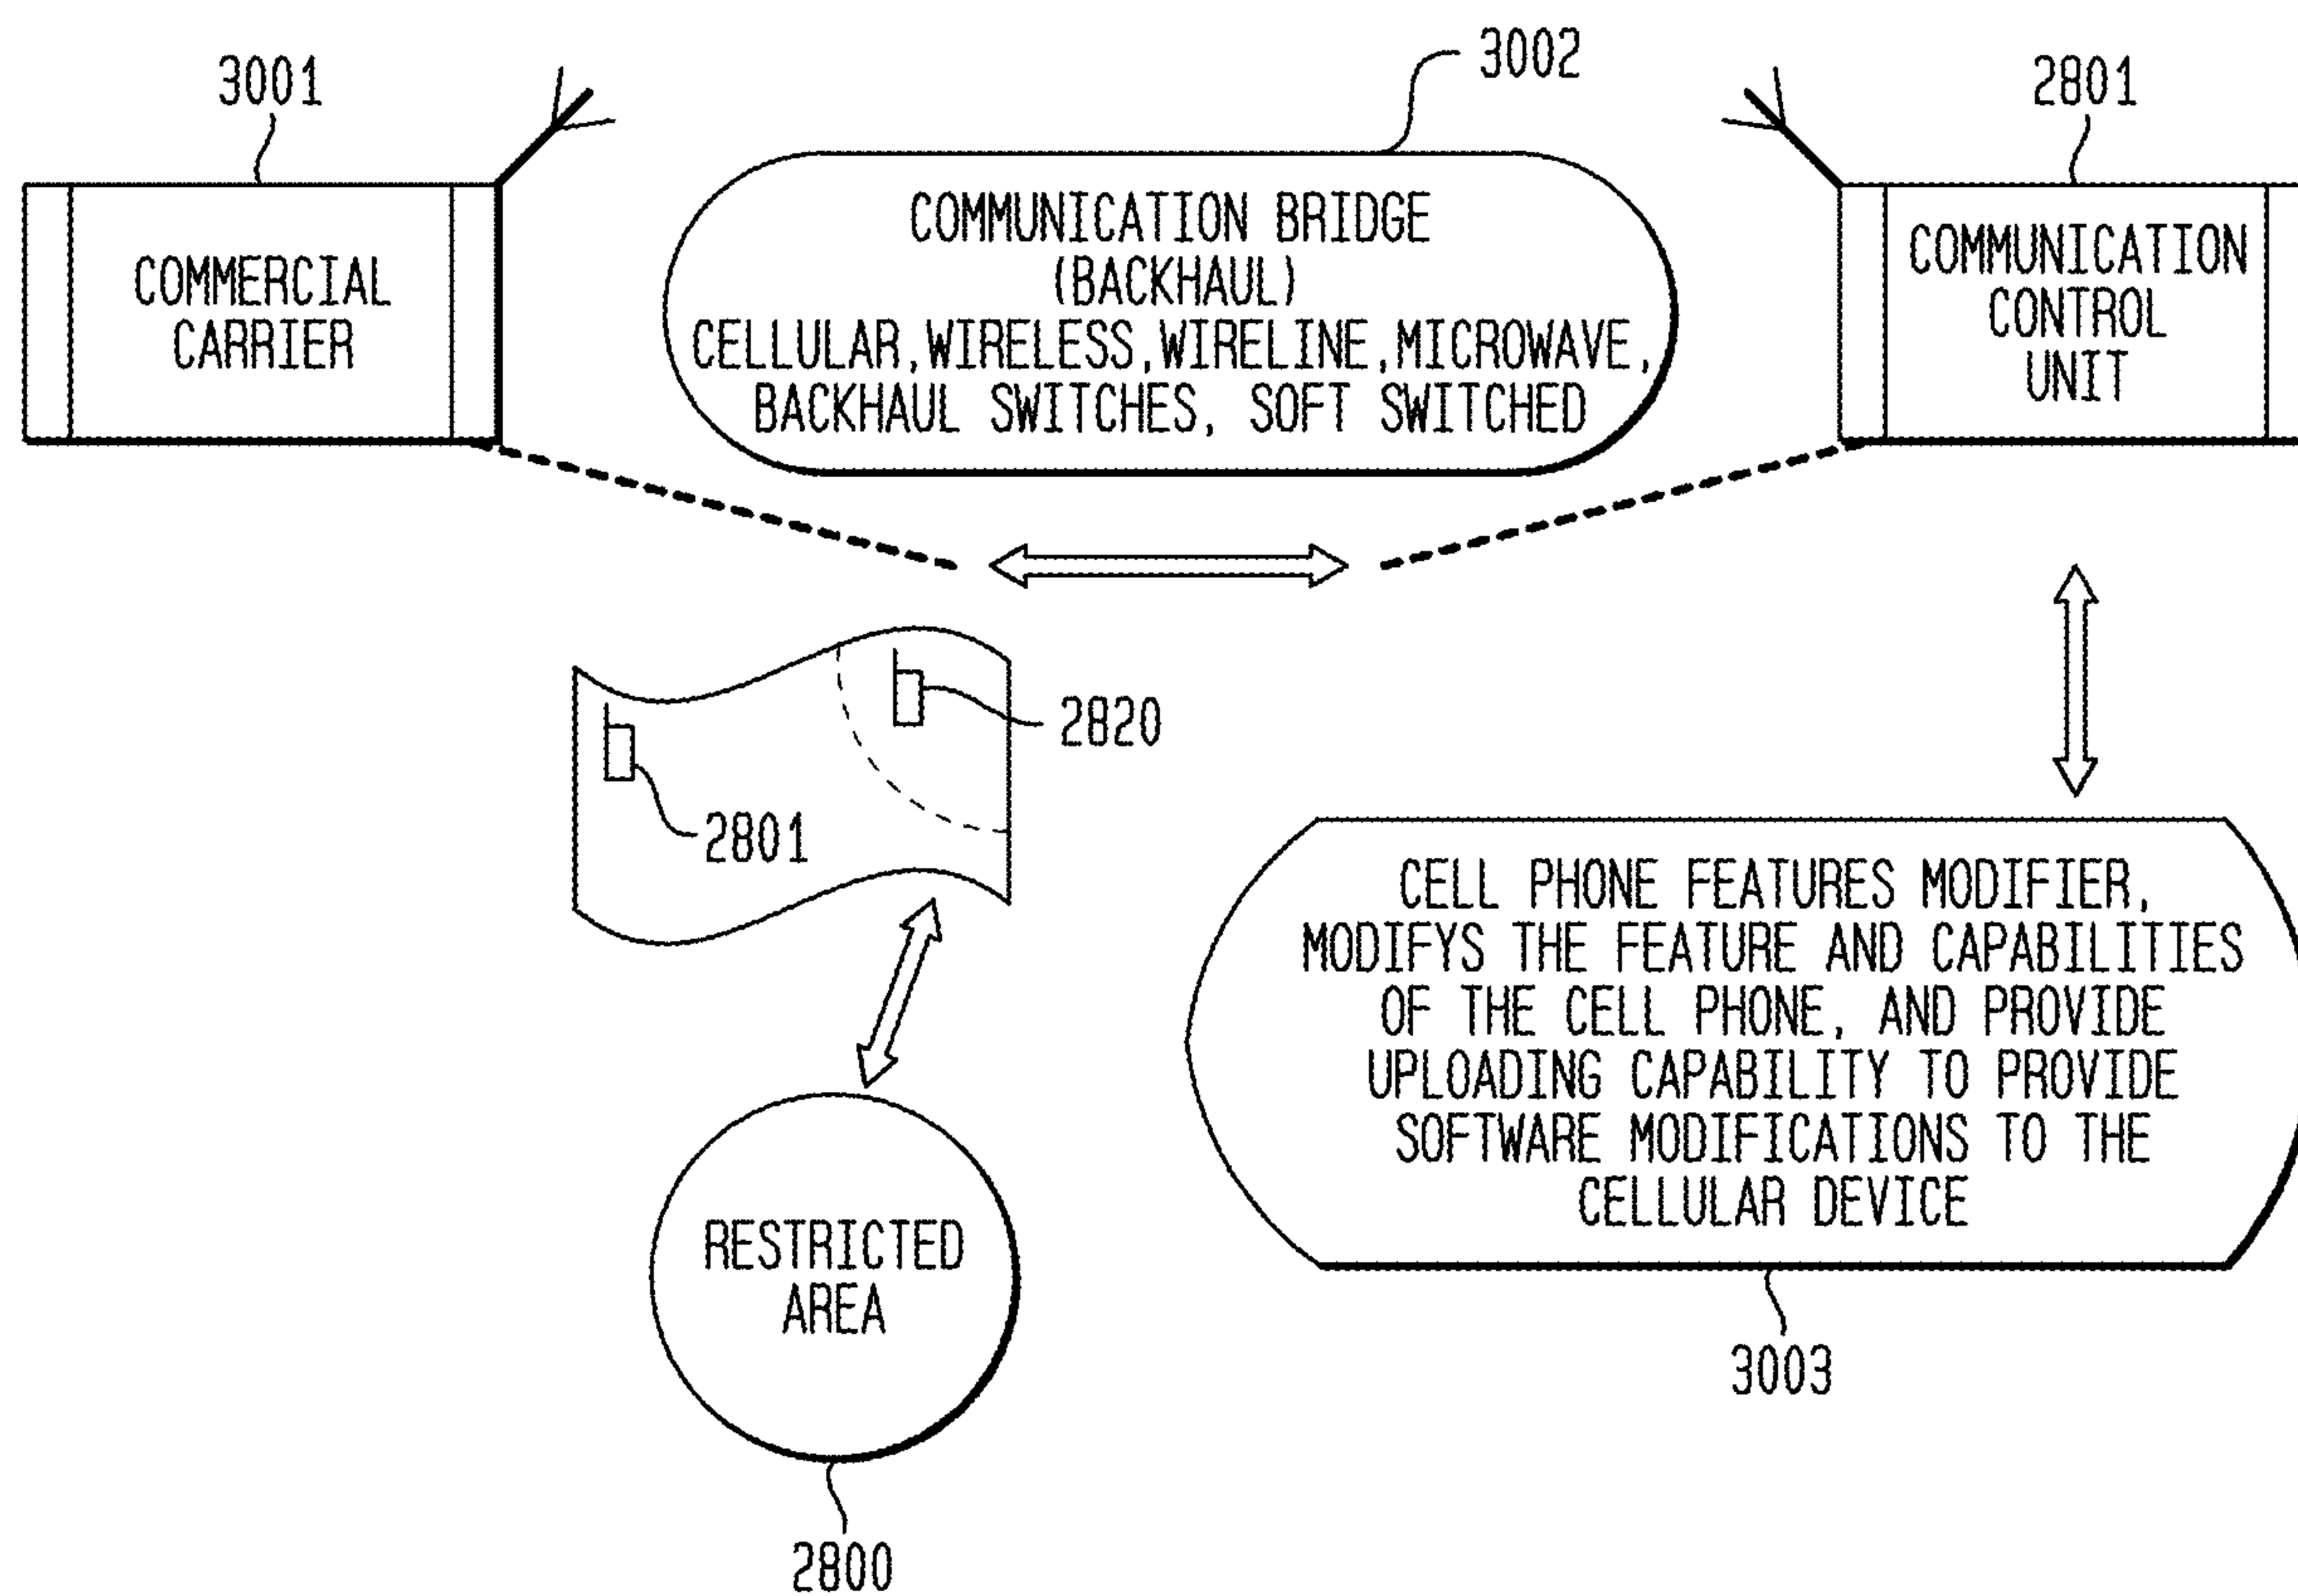 3001
3002
2801
COMMERCIAL
CARRIER
COMMUNICATION BRIDGE
(BACKHAUL)
CELLULAR,WIRELESS,WIRELINE,MICROWAVE,
BACKHAUL SWITCHES, SOFT SWITCHED
COMMUNICATION
CONTROL
UNIT
2820
2801
CELL PHONE FEATURES MODIFIER,
MODIFYS THE FEATURE AND CAPABILITIES
OF THE CELL PHONE, AND PROVIDE
UPLOADING CAPABILITY TO PROVIDE
SOFTWARE MODIFICATIONS TO THE
CELLULAR DEVICE
RESTRICTED
AREA
3003
2800